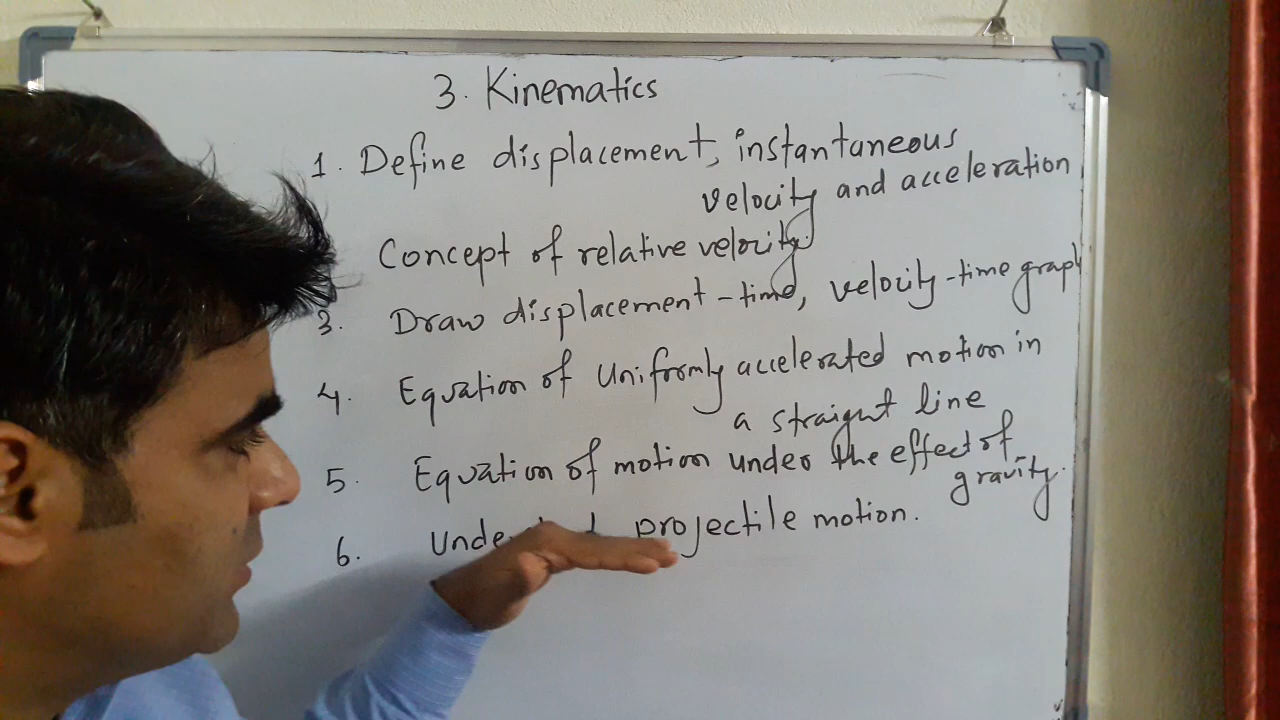 3. Kinematics
1. Define displacement, instantaneous
velocity and acceleration
Concept of relative velocity.
3. Draw displacement-time, velocity-time graph
4. Equation of Uniformly accelerated motion in
a straight line
5. Equation of motion under the effect of
gravity.
6. projectile motion.